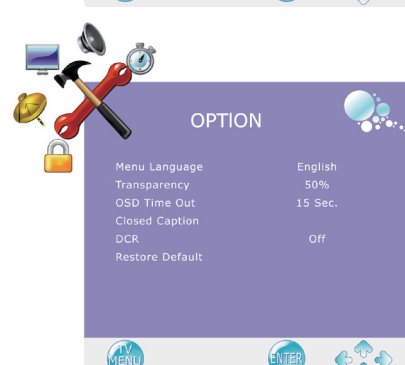 OPTION
Menu Language English
Transparency 50%
OSD Time Out 15 Sec.
Closed Caption
DCR Off
Restore Default
TV MENU ENTER